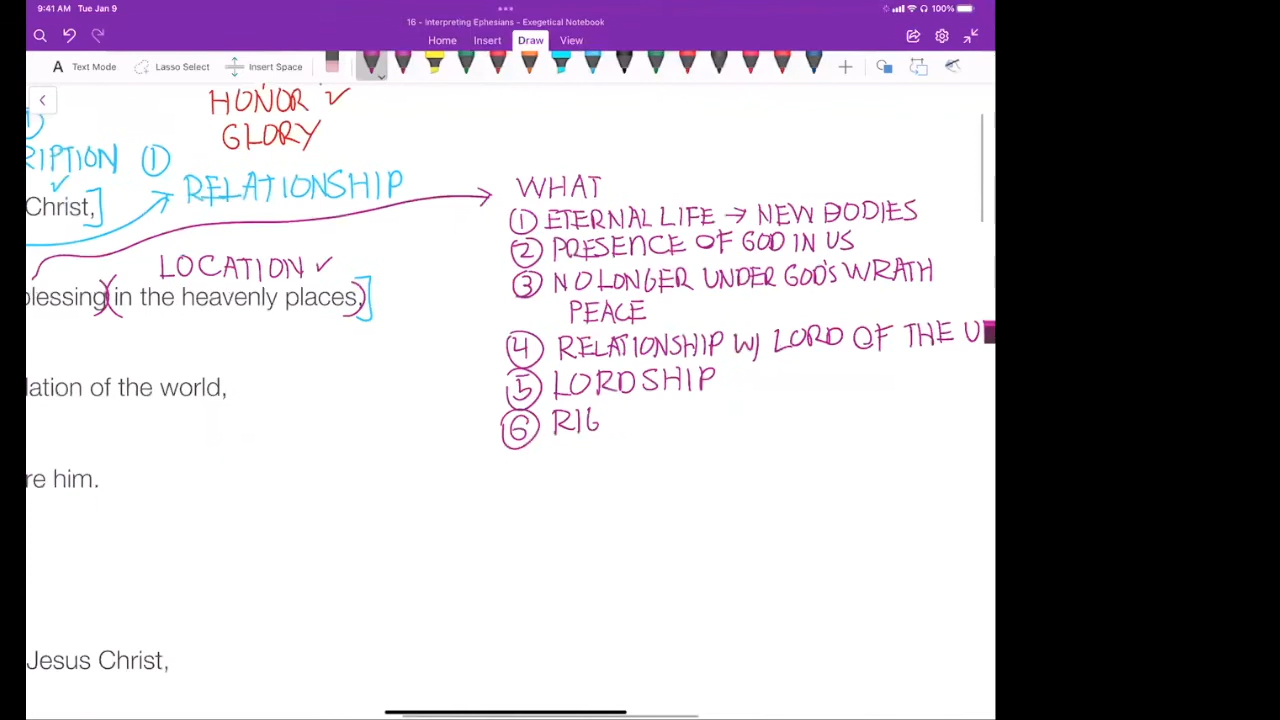 9:41 AM Tue Jan 9
100%
16 - Interpreting Ephesians - Exegetical Notebook
Home Insert Draw View
A Text Mode Lasso Select Insert Space
HONOR ✓
GLORY
RIPTION ①
RELATIONSHIP
Christ,]
LOCATION ✓
blessing)(in the heavenly places,)]
WHAT
① ETERNAL LIFE → NEW BODIES
② PRESENCE OF GOD IN US
③ NO LONGER UNDER GOD'S WRATH
PEACE
④ RELATIONSHIP W/ LORD OF THE U
⑤ LORDSHIP
⑥ RIG
lation of the world,
re him.
Jesus Christ,